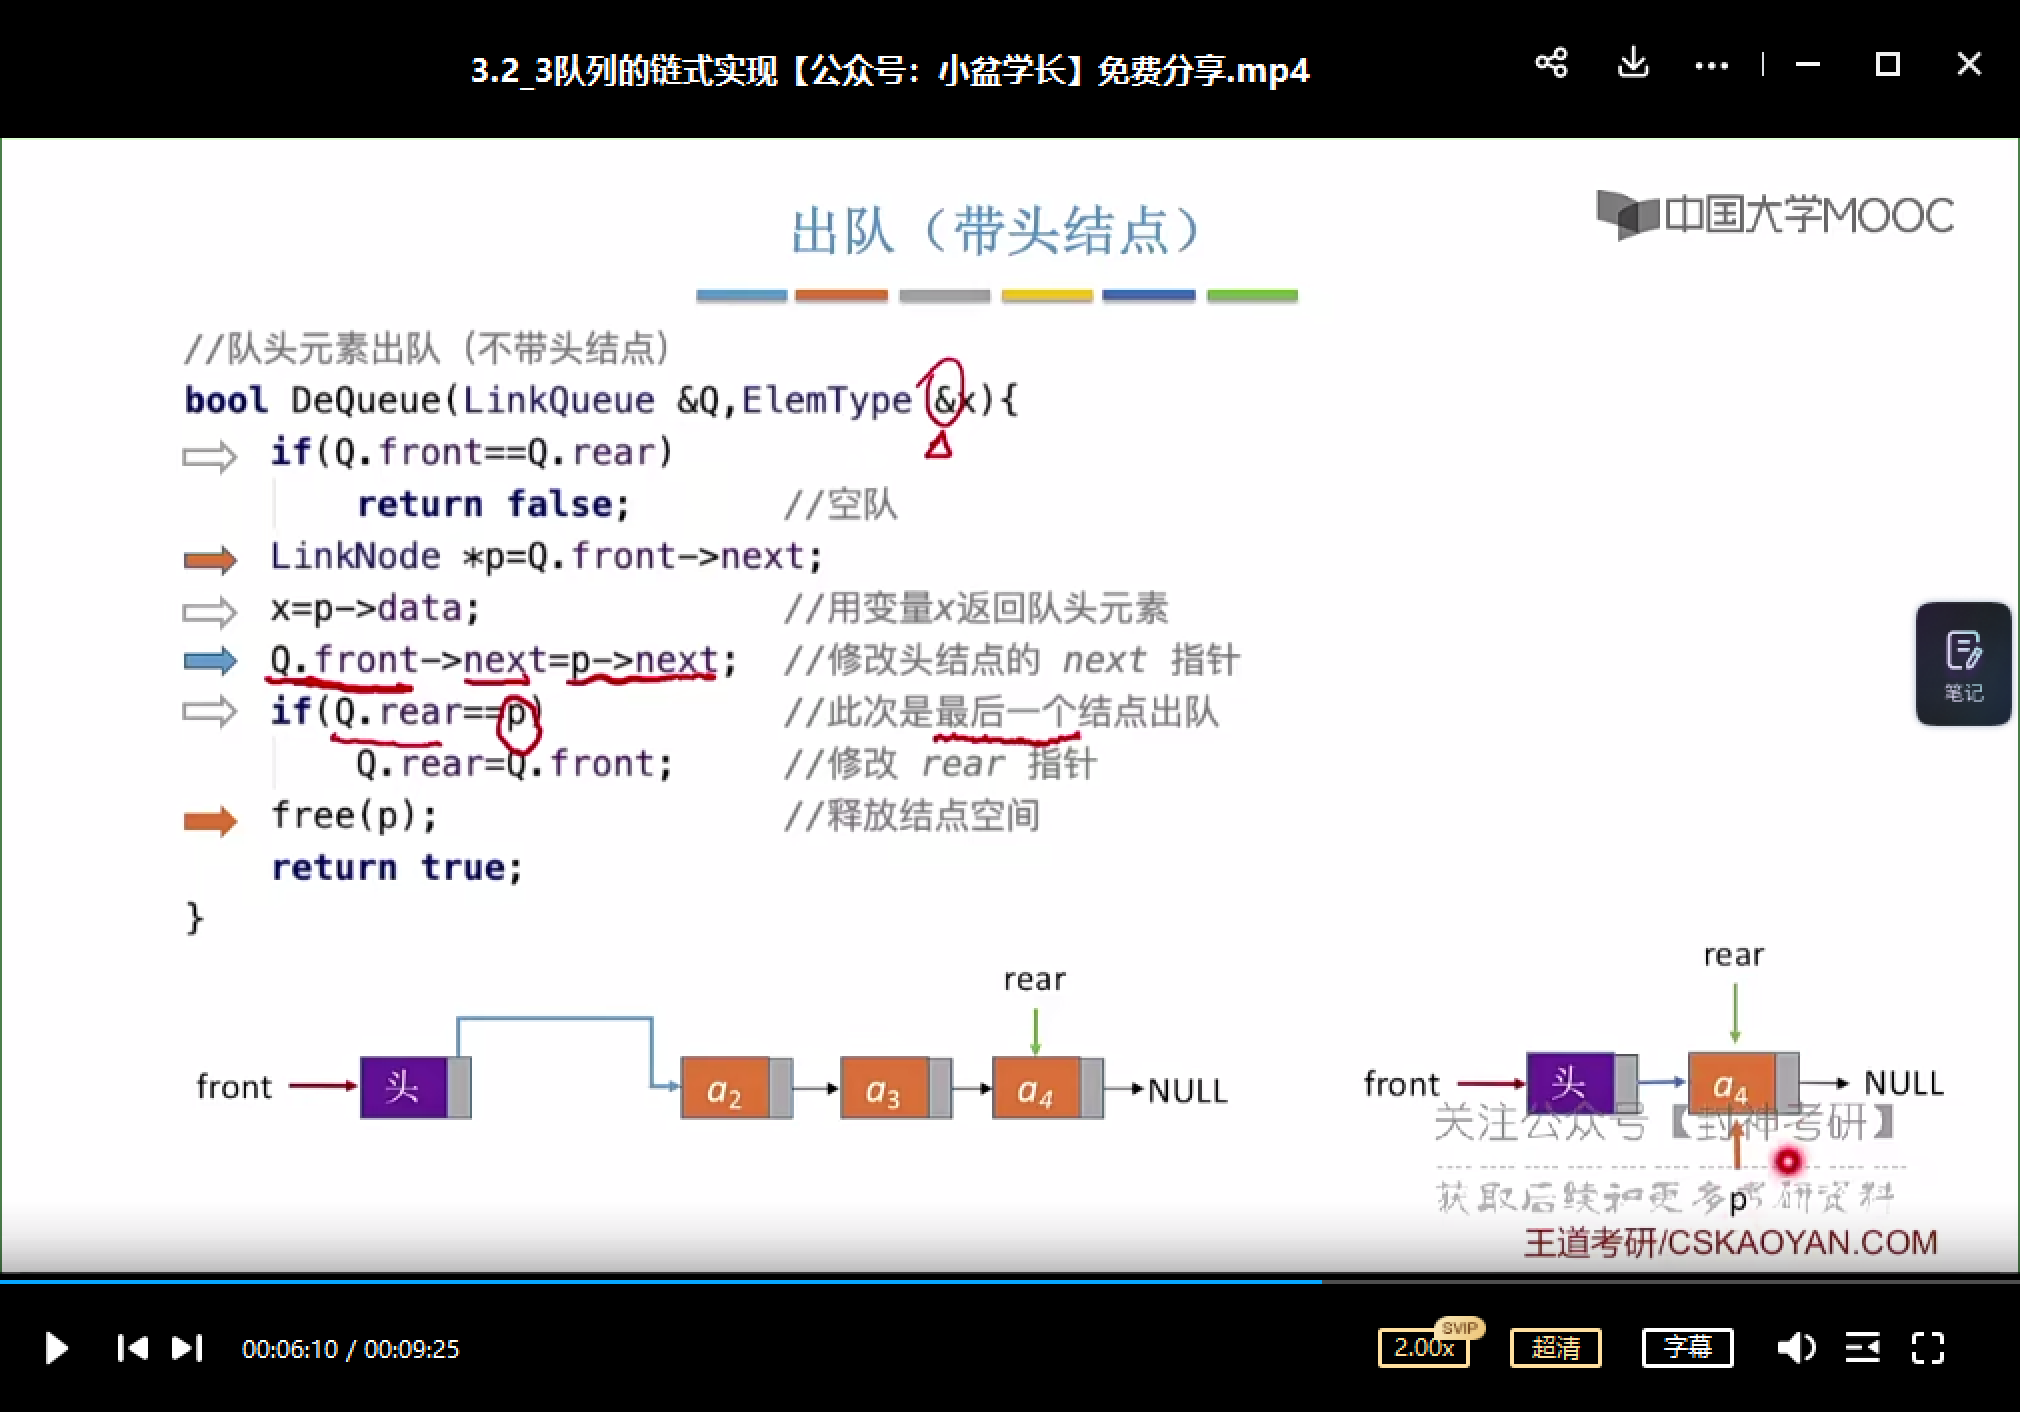 3.2_3队列的链式实现【公众号：小盆学长】免费分享.mp4
中国大学MOOC
出队（带头结点）
//队头元素出队（不带头结点）
bool DeQueue(LinkQueue &Q,ElemType &x){
if(Q.front==Q.rear)
return false; //空队
LinkNode *p=Q.front->next;
x=p->data; //用变量x返回队头元素
Q.front->next=p->next; //修改头结点的 next 指针
if(Q.rear==p) //此次是最后一个结点出队
Q.rear=Q.front; //修改 rear 指针
free(p); //释放结点空间
return true;
}
笔记
rear
front 头 a2 a3 a4 NULL
rear
front 头 a4 NULL
关注公众号【封神考研】
获取后续和更多考研资料
p
王道考研/CSKAOYAN.COM
00:06:10 / 00:09:25
2.00x
SVIP
超清
字幕